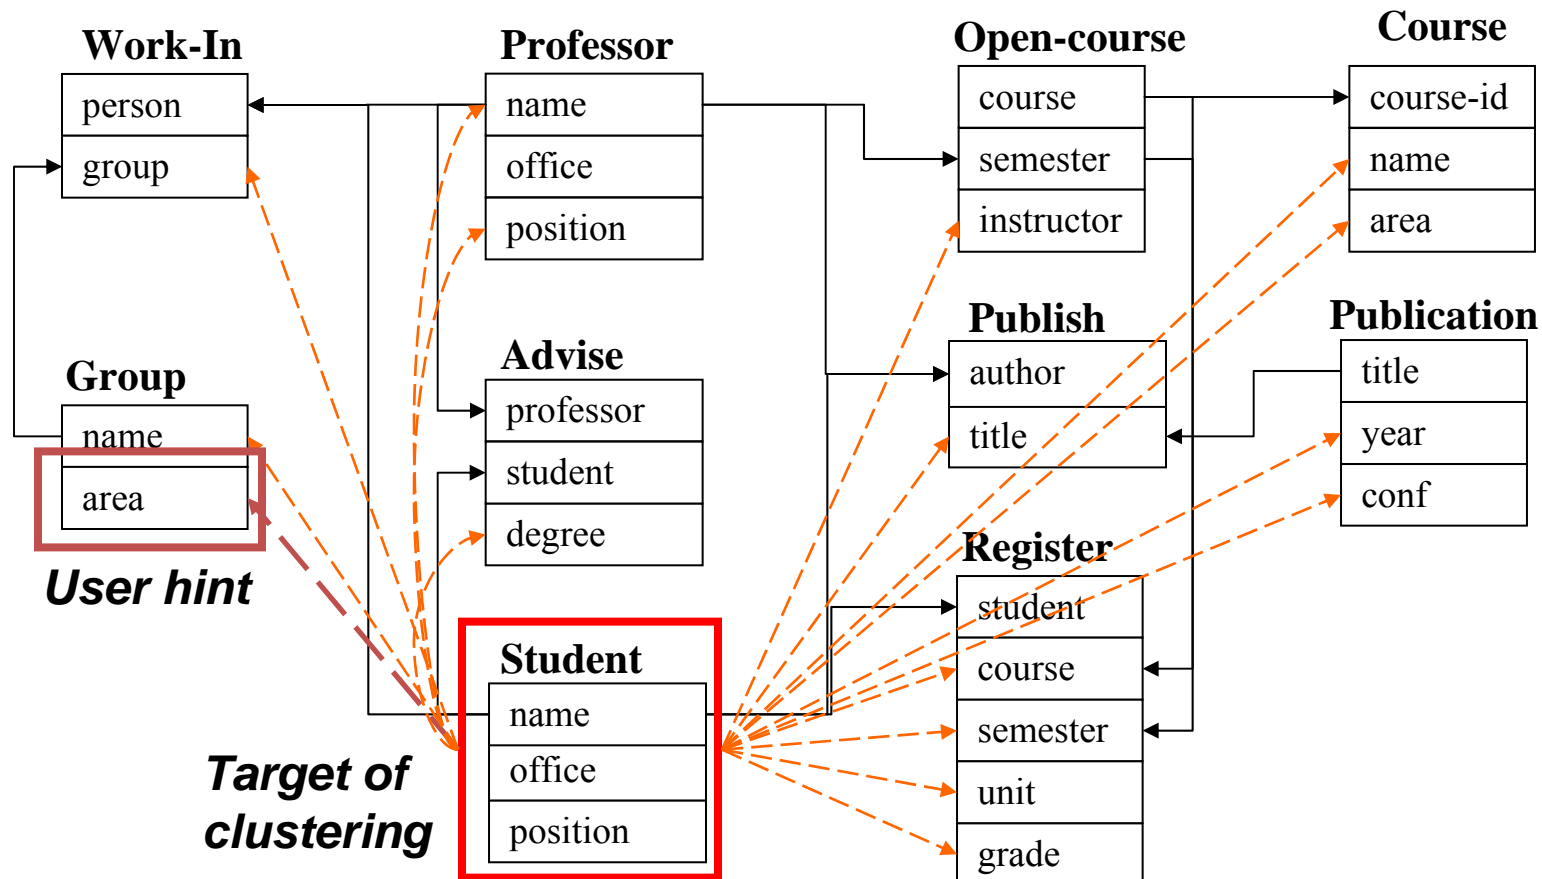 Work-In
person
group
Professor
name
office
position
Open-course
course
semester
instructor
Course
course-id
name
area
Group
name
area
User hint
Advise
professor
student
degree
Publish
author
title
Publication
title
year
conf
Target of
clustering
Student
name
office
position
Register
student
course
semester
unit
grade